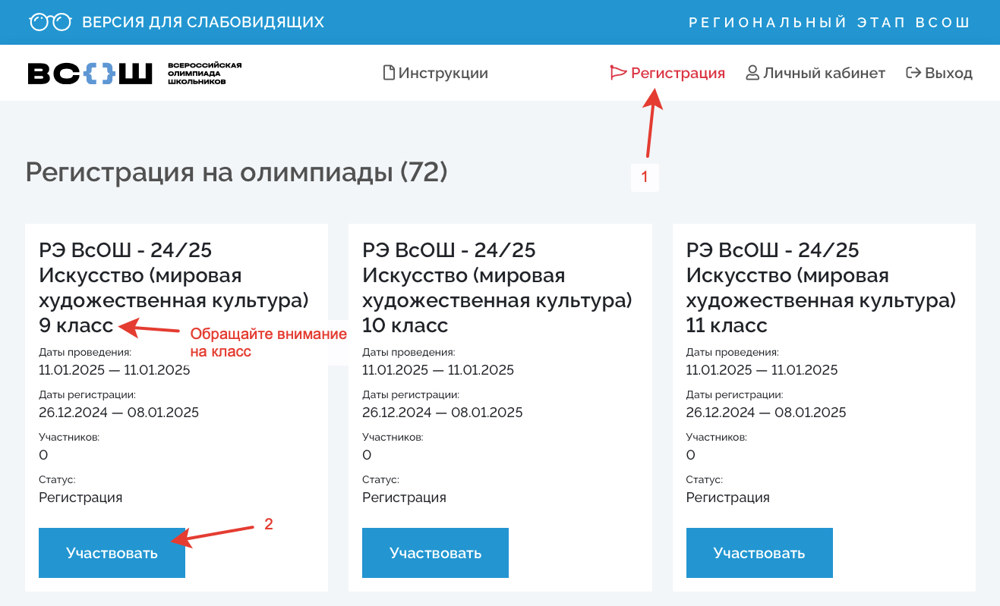 ВЕРСИЯ ДЛЯ СЛАБОВИДЯЩИХ
РЕГИОНАЛЬНЫЙ ЭТАП ВСОШ
ВС{}Ш
ВСЕРОССИЙСКАЯ
ОЛИМПИАДА
ШКОЛЬНИКОВ
Инструкции
Регистрация
Личный кабинет
Выход
1
Регистрация на олимпиады (72)
РЭ ВсОШ - 24/25
Искусство (мировая
художественная культура)
9 класс
Обращайте внимание
на класс
Даты проведения:
11.01.2025 — 11.01.2025
Даты регистрации:
26.12.2024 — 08.01.2025
Участников:
0
Статус:
Регистрация
2
Участвовать
РЭ ВсОШ - 24/25
Искусство (мировая
художественная культура)
10 класс
Даты проведения:
11.01.2025 — 11.01.2025
Даты регистрации:
26.12.2024 — 08.01.2025
Участников:
0
Статус:
Регистрация
Участвовать
РЭ ВсОШ - 24/25
Искусство (мировая
художественная культура)
11 класс
Даты проведения:
11.01.2025 — 11.01.2025
Даты регистрации:
26.12.2024 — 08.01.2025
Участников:
0
Статус:
Регистрация
Участвовать